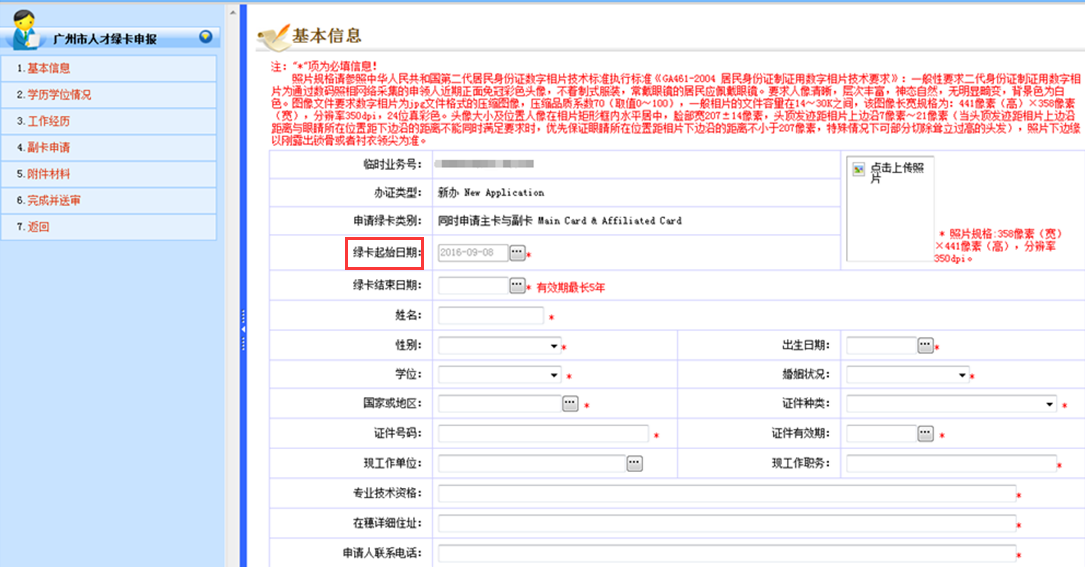 广州市人才绿卡申报
1.基本信息
2.学历学位情况
3.工作经历
4.副卡申请
5.附件材料
6.完成并送审
7.返回
基本信息
注：“*”项为必填信息！
照片规格请参照中华人民共和国第二代居民身份证数字相片技术标准执行标准《GA461-2004 居民身份证制证用数字相片技术要求》：一般性要求二代身份证制证用数字相
片为通过数码照相网络采集的申领人近期正面免冠彩色头像，不着制式服装，常戴眼镜的居民应佩戴眼镜。要求人像清晰，层次丰富，神态自然，无明显畸变，背景色为白
色。图像文件要求数字相片为jpg文件格式的压缩图像，压缩品质系数70（取值0～100），一般相片的文件容量在14～30K之间，该图像长宽规格为：441像素（高）×358像素
（宽），分辨率350dpi，24位真彩色。头像大小及位置人像在相片矩形框内水平居中，脸部宽207±14像素，头顶发迹距相片上边沿7像素～21像素（当头顶发迹距相片上边沿
距离与眼睛所在位置距下边沿的距离不能同时满足要求时，优先保证眼睛所在位置距相片下边沿的距离不小于207像素，特殊情况下可部分切除耸立过高的头发），照片下边缘
以刚露出锁骨或者衬衣领尖为准。
临时业务号：
点击上传照
片
办证类型： 新办 New Application
申请绿卡类别： 同时申请主卡与副卡 Main Card & Affiliated Card
* 照片规格:358像素（宽）
×441像素（高），分辨率
350dpi。
绿卡起始日期： 2016-09-08 ... *
绿卡结束日期： ... * 有效期最长5年
姓名： *
性别： * 出生日期： ... *
学位： * 婚姻状况： *
国家或地区： ... * 证件种类： *
证件号码： * 证件有效期： ... *
现工作单位： ... 现工作职务： *
专业技术资格： *
在穗详细住址： *
申请人联系电话： *